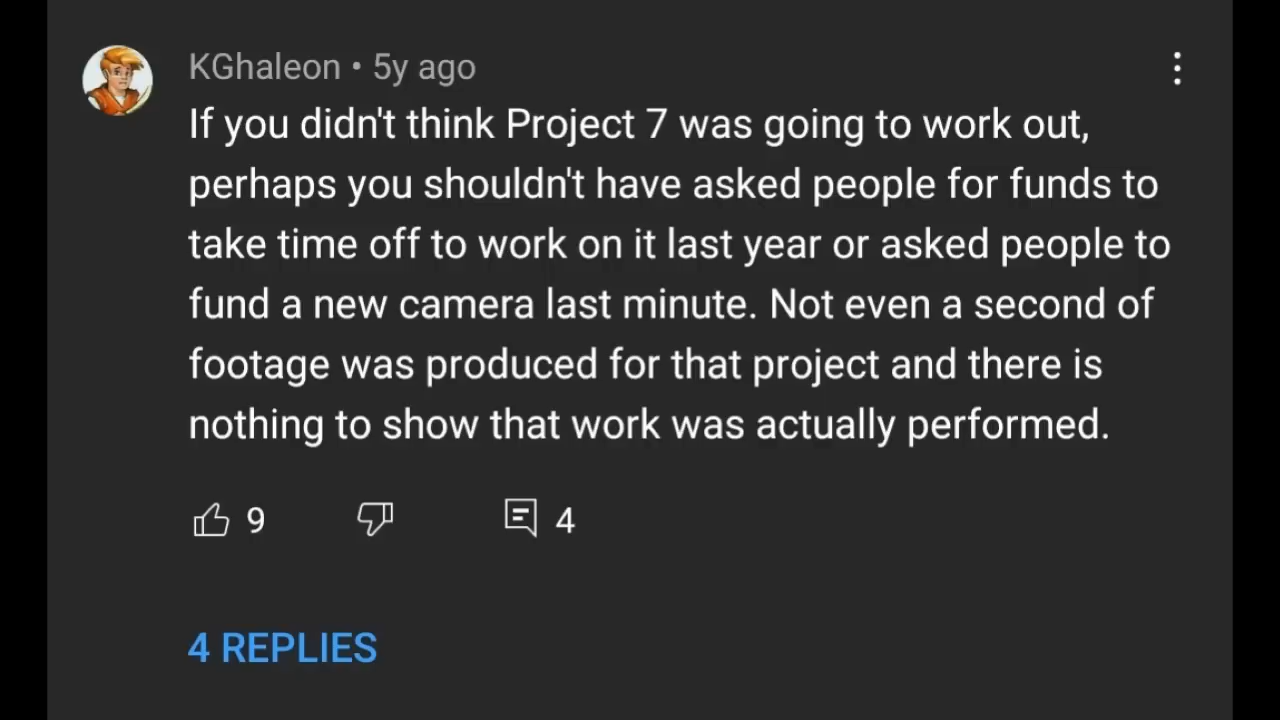 KGhaleon • 5y ago
If you didn't think Project 7 was going to work out,
perhaps you shouldn't have asked people for funds to
take time off to work on it last year or asked people to
fund a new camera last minute. Not even a second of
footage was produced for that project and there is
nothing to show that work was actually performed.
9 4
4 REPLIES